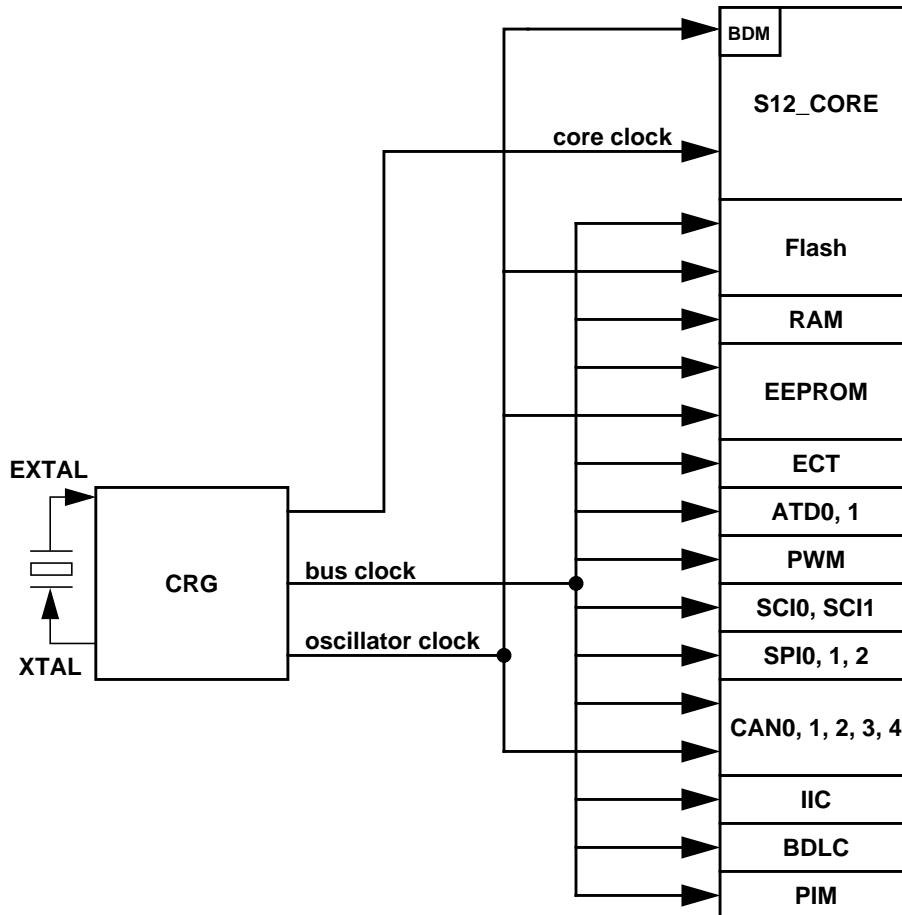 BDM
S12_CORE
core clock
Flash
RAM
EEPROM
EXTAL
ECT
ATD0, 1
PWM
CRG
bus clock
SCI0, SCI1
oscillator clock
XTAL
SPI0, 1, 2
CAN0, 1, 2, 3, 4
IIC
BDLC
PIM